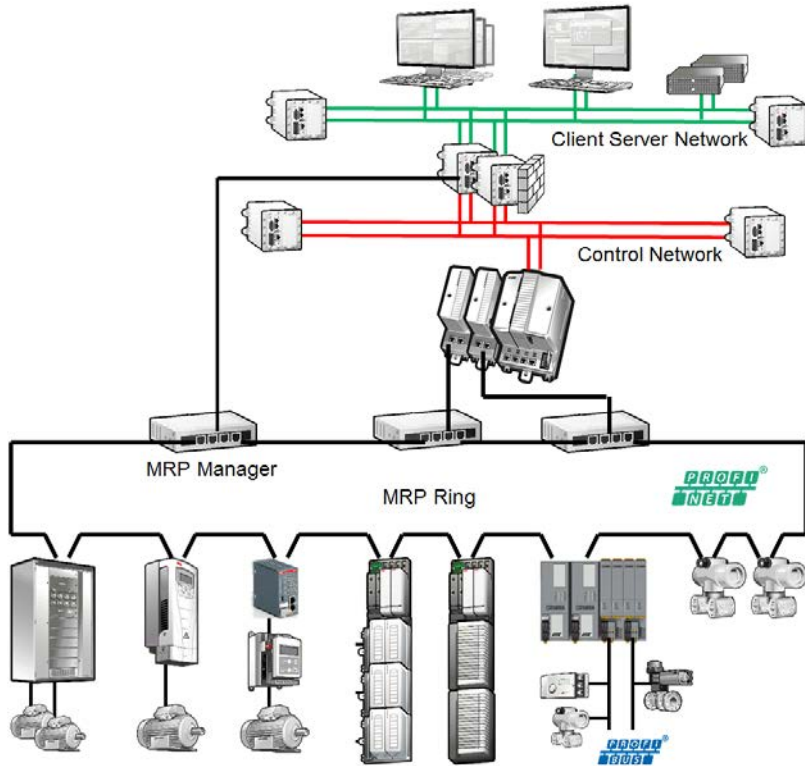 Client Server Network
Control Network
MRP Manager
MRP Ring
PROFI®
NET
PROFI
BUS